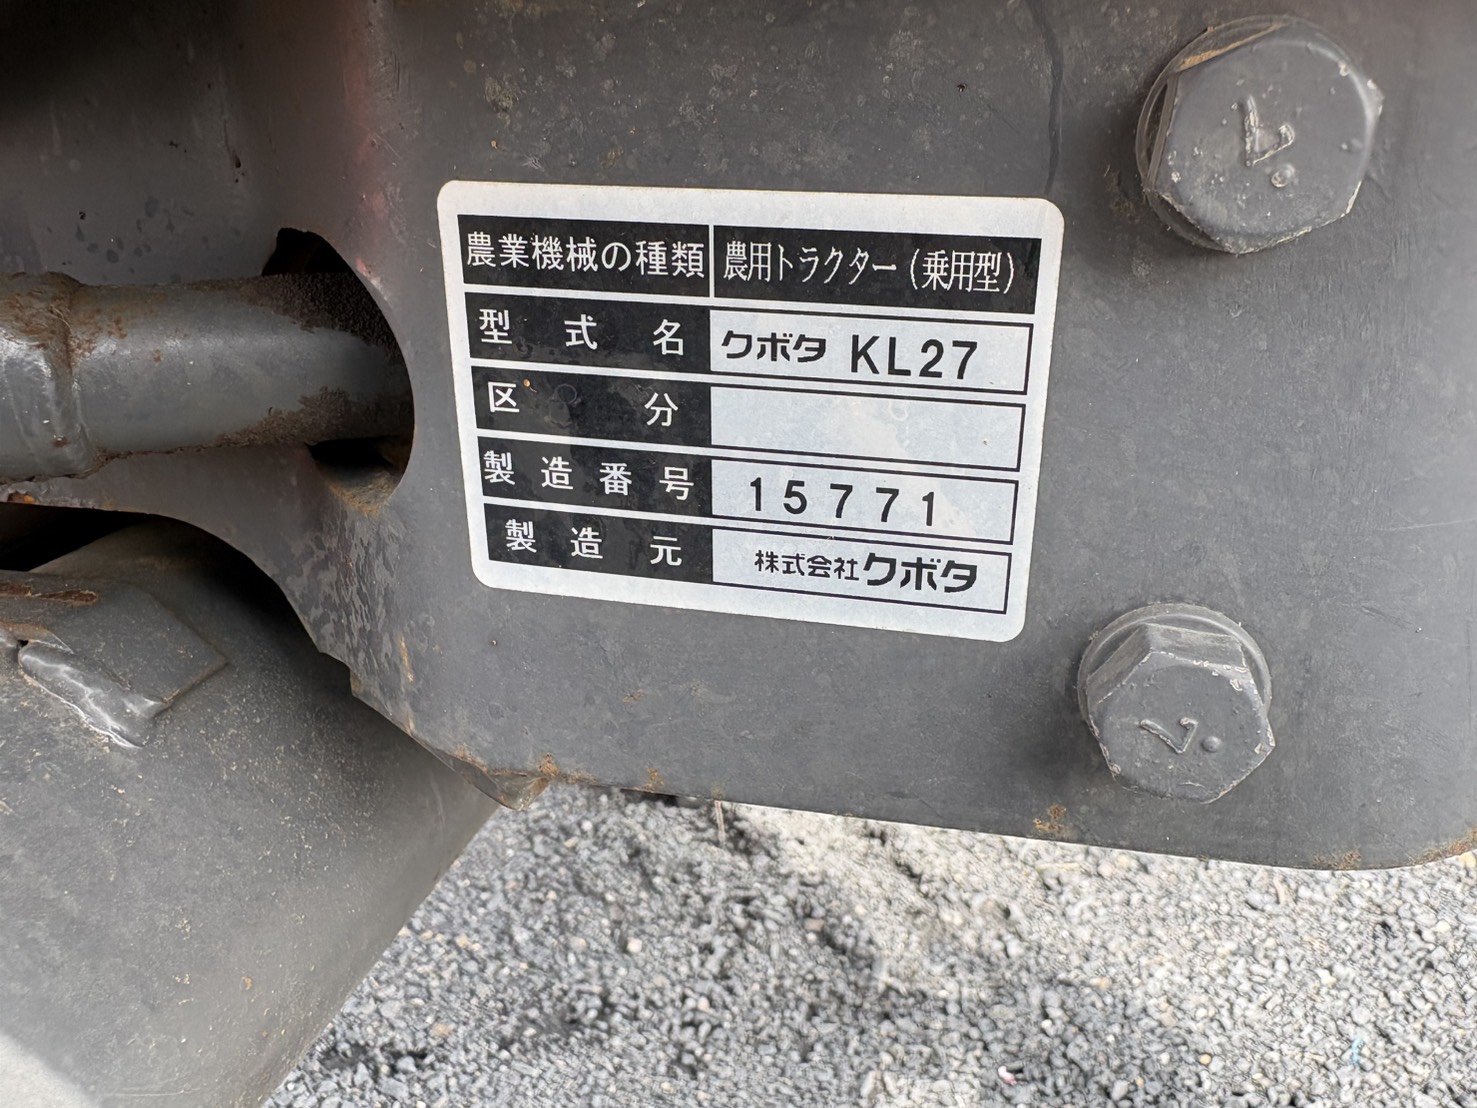 農業機械の種類 農用トラクター(乗用型)
型式名 クボタ KL27
区分
製造番号 15771
製造元 株式会社クボタ
7
7